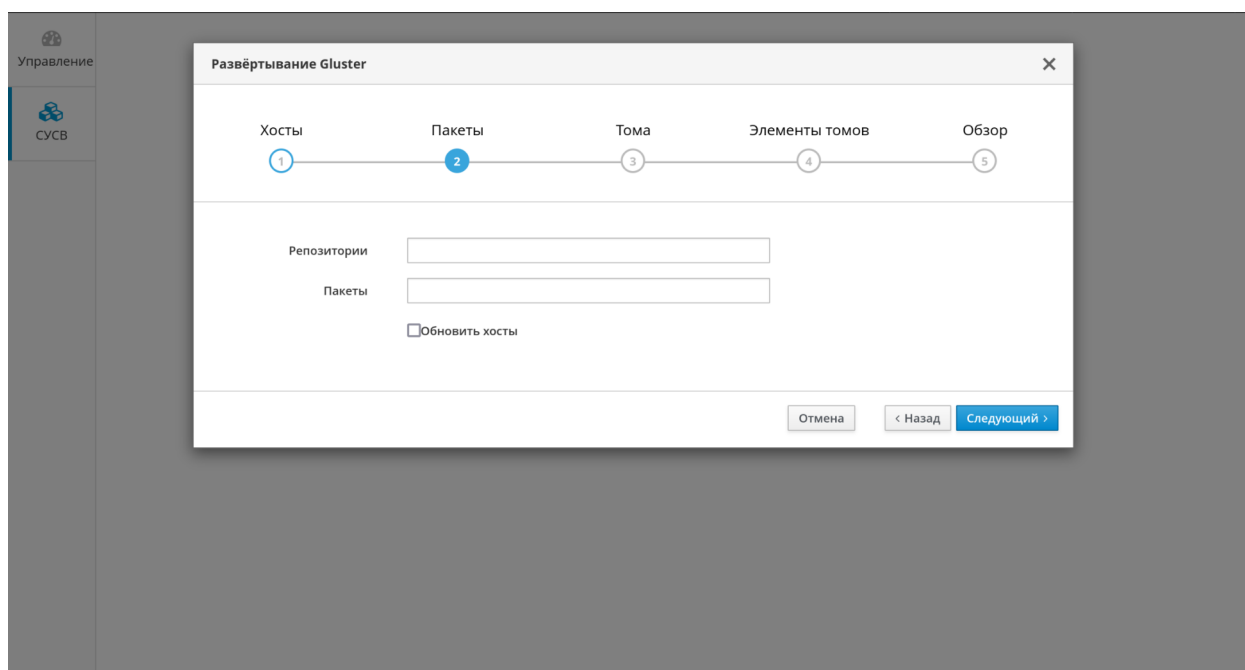 Управление
СУСВ
Развёртывание Gluster
Хосты Пакеты Тома Элементы томов Обзор
1 2 3 4 5
Репозитории
Пакеты
Обновить хосты
Отмена < Назад Следующий >